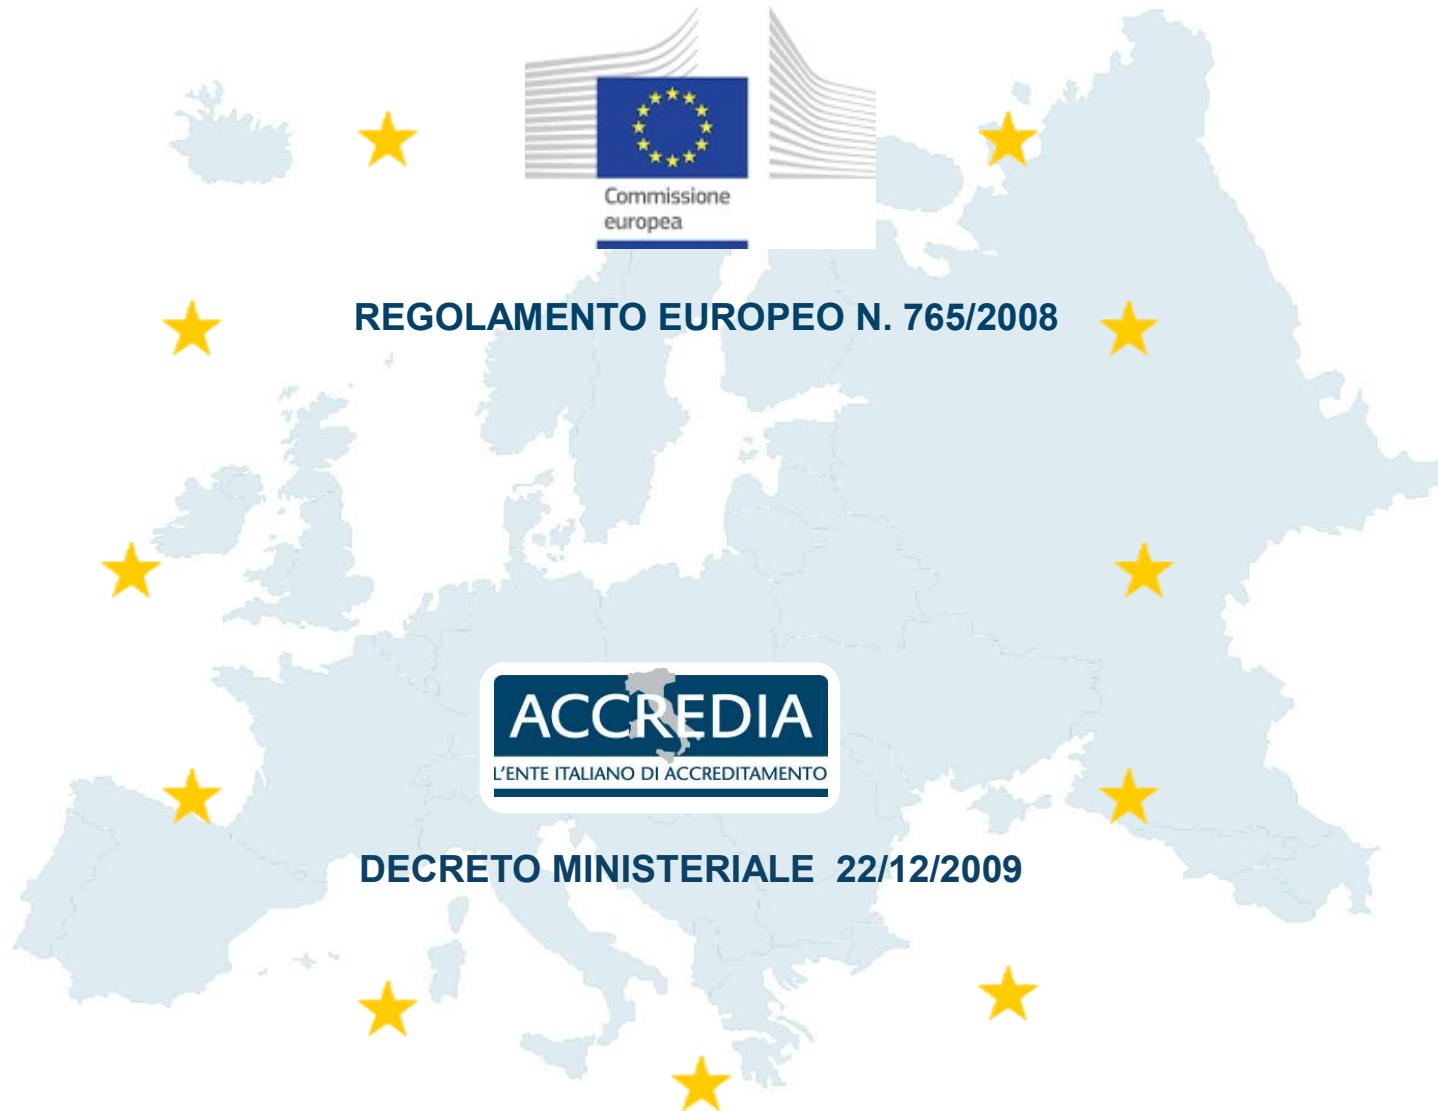 Commissione
europea
REGOLAMENTO EUROPEO N. 765/2008
ACCREDIA
L'ENTE ITALIANO DI ACCREDITAMENTO
DECRETO MINISTERIALE 22/12/2009